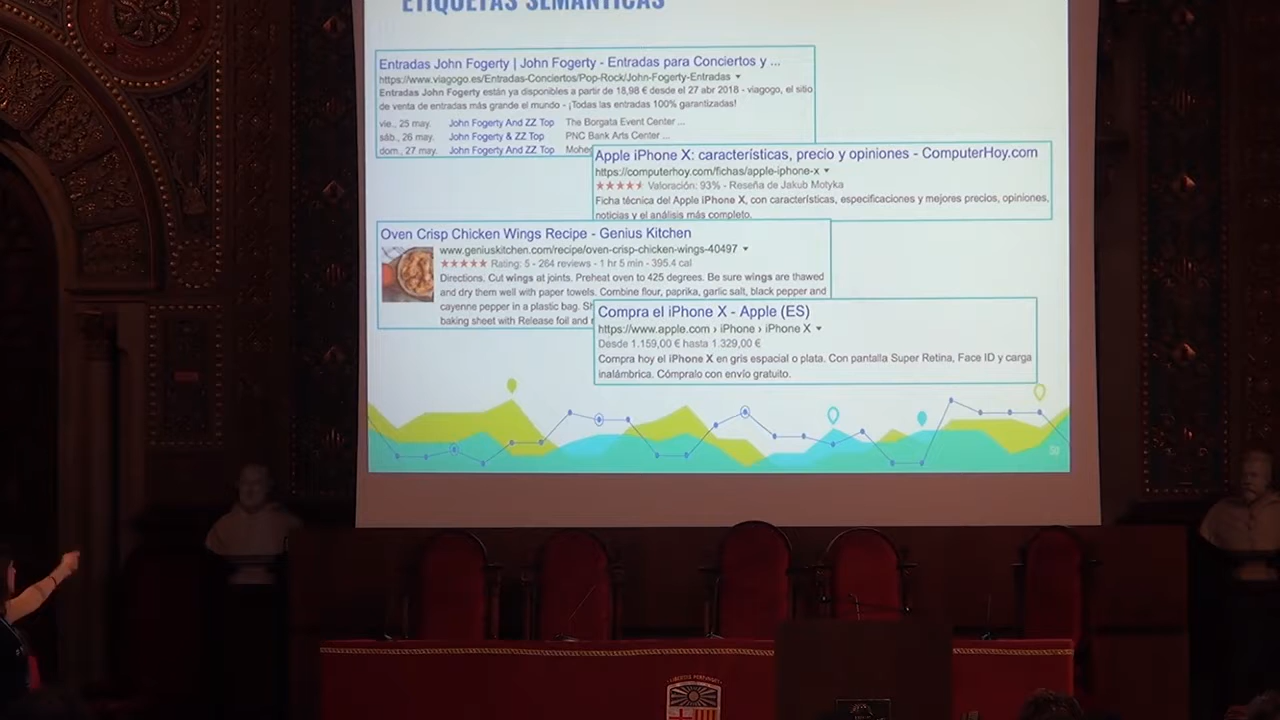 ETIQUETAS SEMÁNTICAS
Entradas John Fogerty | John Fogerty - Entradas para Conciertos y ...
https://www.viagogo.es/Entradas-Conciertos/Pop-Rock/John-Fogerty-Entradas
Entradas John Fogerty están ya disponibles a partir de 18,98 € desde el 27 abr 2018 - viagogo, el sitio
de venta de entradas más grande el mundo - ¡Todas las entradas 100% garantizadas!
vie., 25 may. John Fogerty And ZZ Top The Borgata Event Center ...
sáb., 26 may. John Fogerty & ZZ Top PNC Bank Arts Center ...
dom., 27 may. John Fogerty And ZZ Top
Apple iPhone X: características, precio y opiniones - ComputerHoy.com
https://computerhoy.com/fichas/apple-iphone-x
Valoración: 93% - Reseña de Jakub Motyka
Ficha técnica del Apple iPhone X, con características, especificaciones y mejores precios, opiniones,
noticias y el análisis más completo.
Oven Crisp Chicken Wings Recipe - Genius Kitchen
www.geniuskitchen.com/recipe/oven-crisp-chicken-wings-40497
Rating: 5 - 264 reviews - 1 hr 5 min - 395.4 cal
Directions. Cut wings at joints. Preheat oven to 425 degrees. Be sure wings are thawed
and dry them well with paper towels. Combine flour, paprika, garlic salt, black pepper and
cayenne pepper in a plastic bag.
baking sheet with Release foil and
Compra el iPhone X - Apple (ES)
https://www.apple.com › iPhone › iPhone X
Desde 1.159,00 € hasta 1.329,00 €
Compra hoy el iPhone X en gris espacial o plata. Con pantalla Super Retina, Face ID y carga
inalámbrica. Cómpralo con envío gratuito.
50